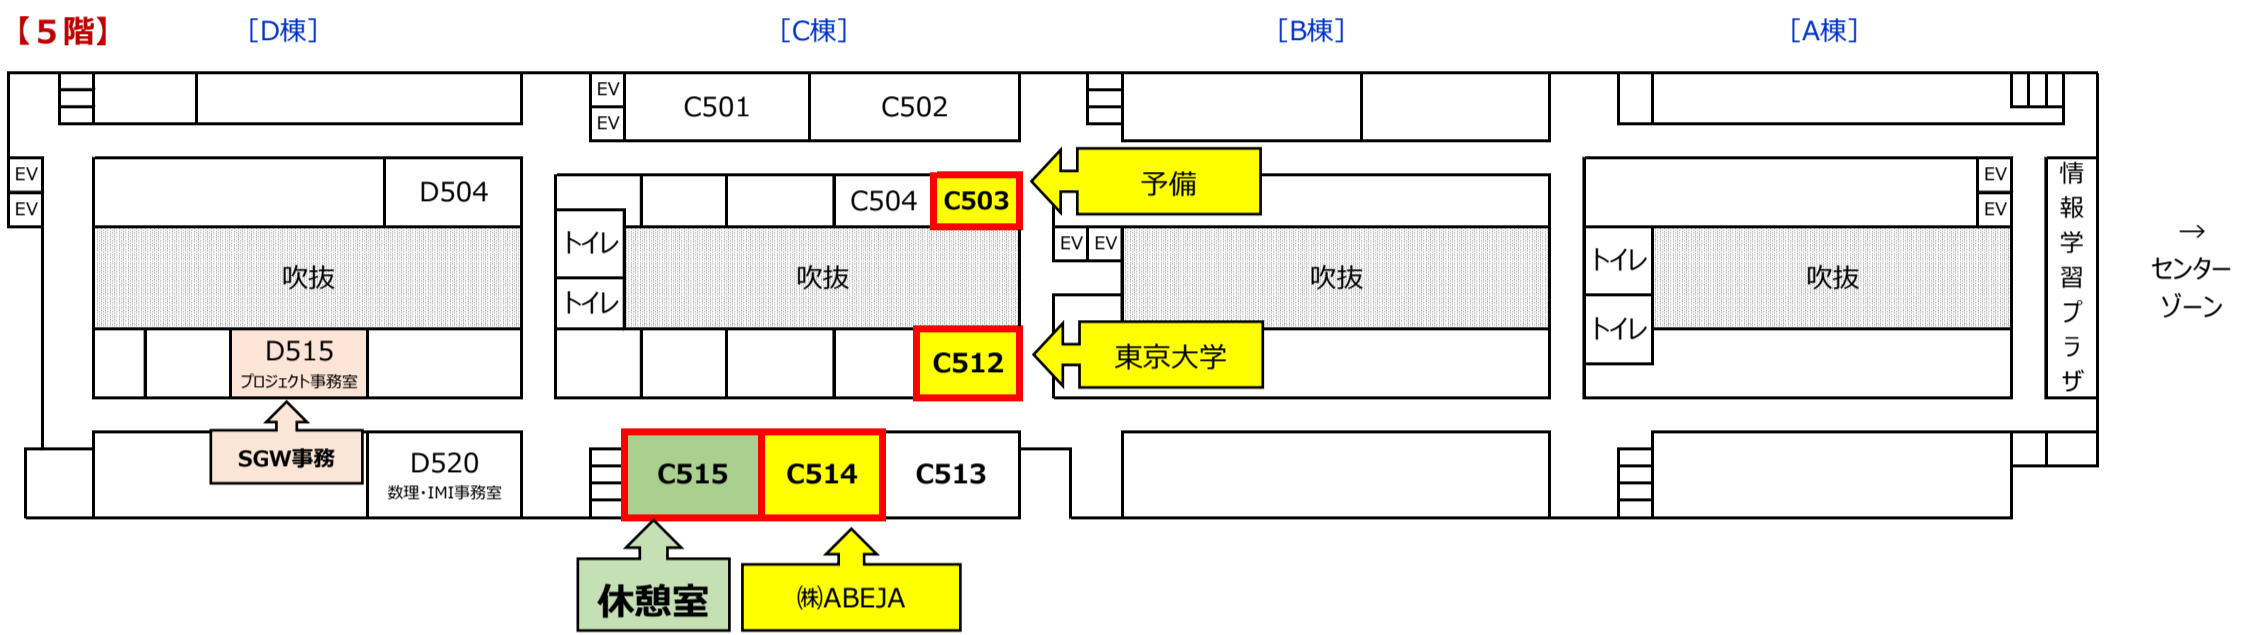 【５階】
［D棟］
［C棟］
［B棟］
［A棟］
EV
EV
C501
C502
EV
EV
D504
C504
C503
予備
EV
EV
情報学習プラザ
トイレ
トイレ
吹抜
吹抜
EV
EV
吹抜
トイレ
トイレ
吹抜
→
センター
ゾーン
D515
プロジェクト事務室
C512
東京大学
SGW事務
D520
数理・IMI事務室
C515
C514
C513
休憩室
㈱ABEJA